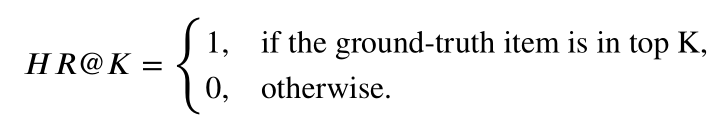 HR@K = { 1, if the ground-truth item is in top K,
0, otherwise.